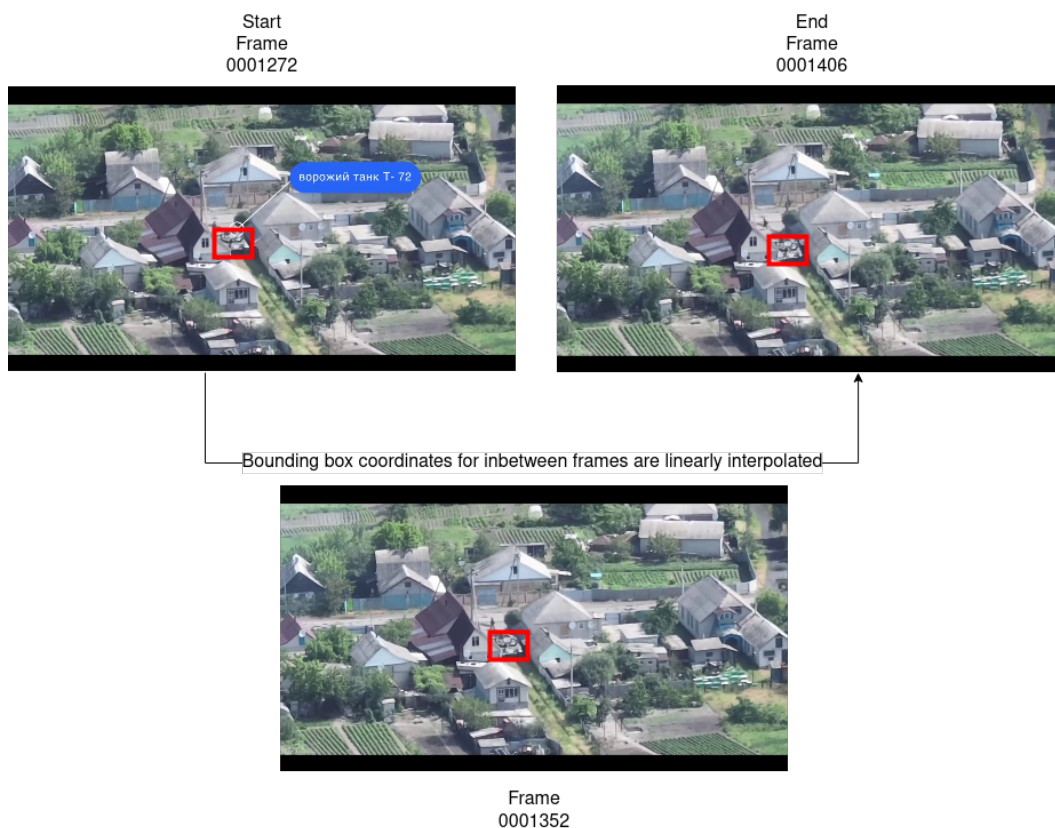 Start
Frame
0001272
End
Frame
0001406
ворожий танк Т- 72
Bounding box coordinates for inbetween frames are linearly interpolated
Frame
0001352